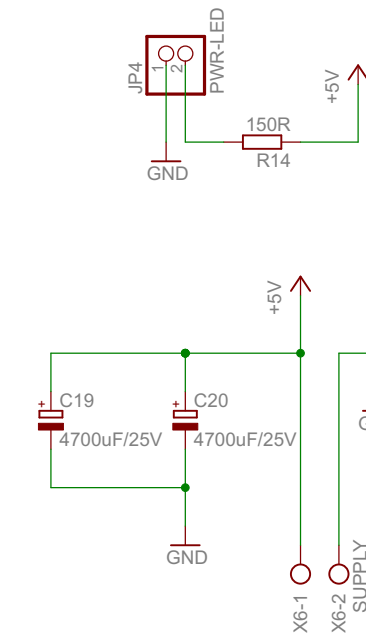 JP4
1
2
PWR-LED
+5V
150R
R14
GND
+5V
+
C19
4700uF/25V
+
C20
4700uF/25V
GND
X6-1
X6-2
SUPPLY